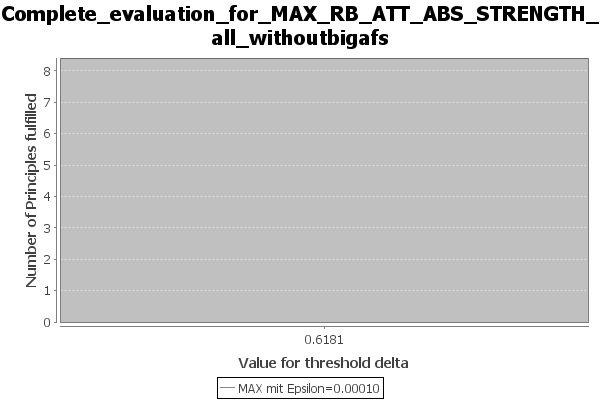 Complete_evaluation_for_MAX_RB_ATT_ABS_STRENGTH_
all_withoutbigafs
Number of Principles fulfilled
8
7
6
5
4
3
2
1
0
0.6181
Value for threshold delta
MAX mit Epsilon=0.00010